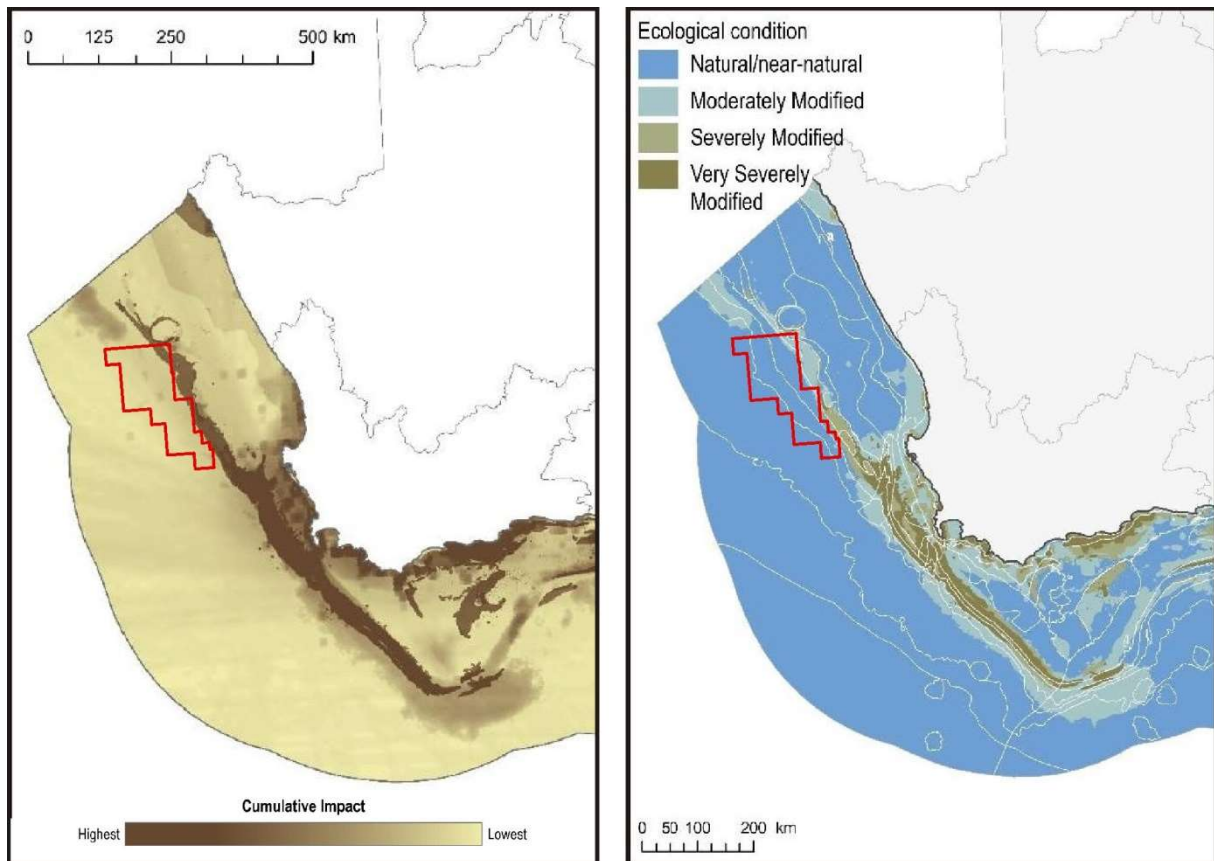 0 125 250 500 km
Cumulative Impact
Highest Lowest
Ecological condition
Natural/near-natural
Moderately Modified
Severely Modified
Very Severely
Modified
0 50 100 200 km